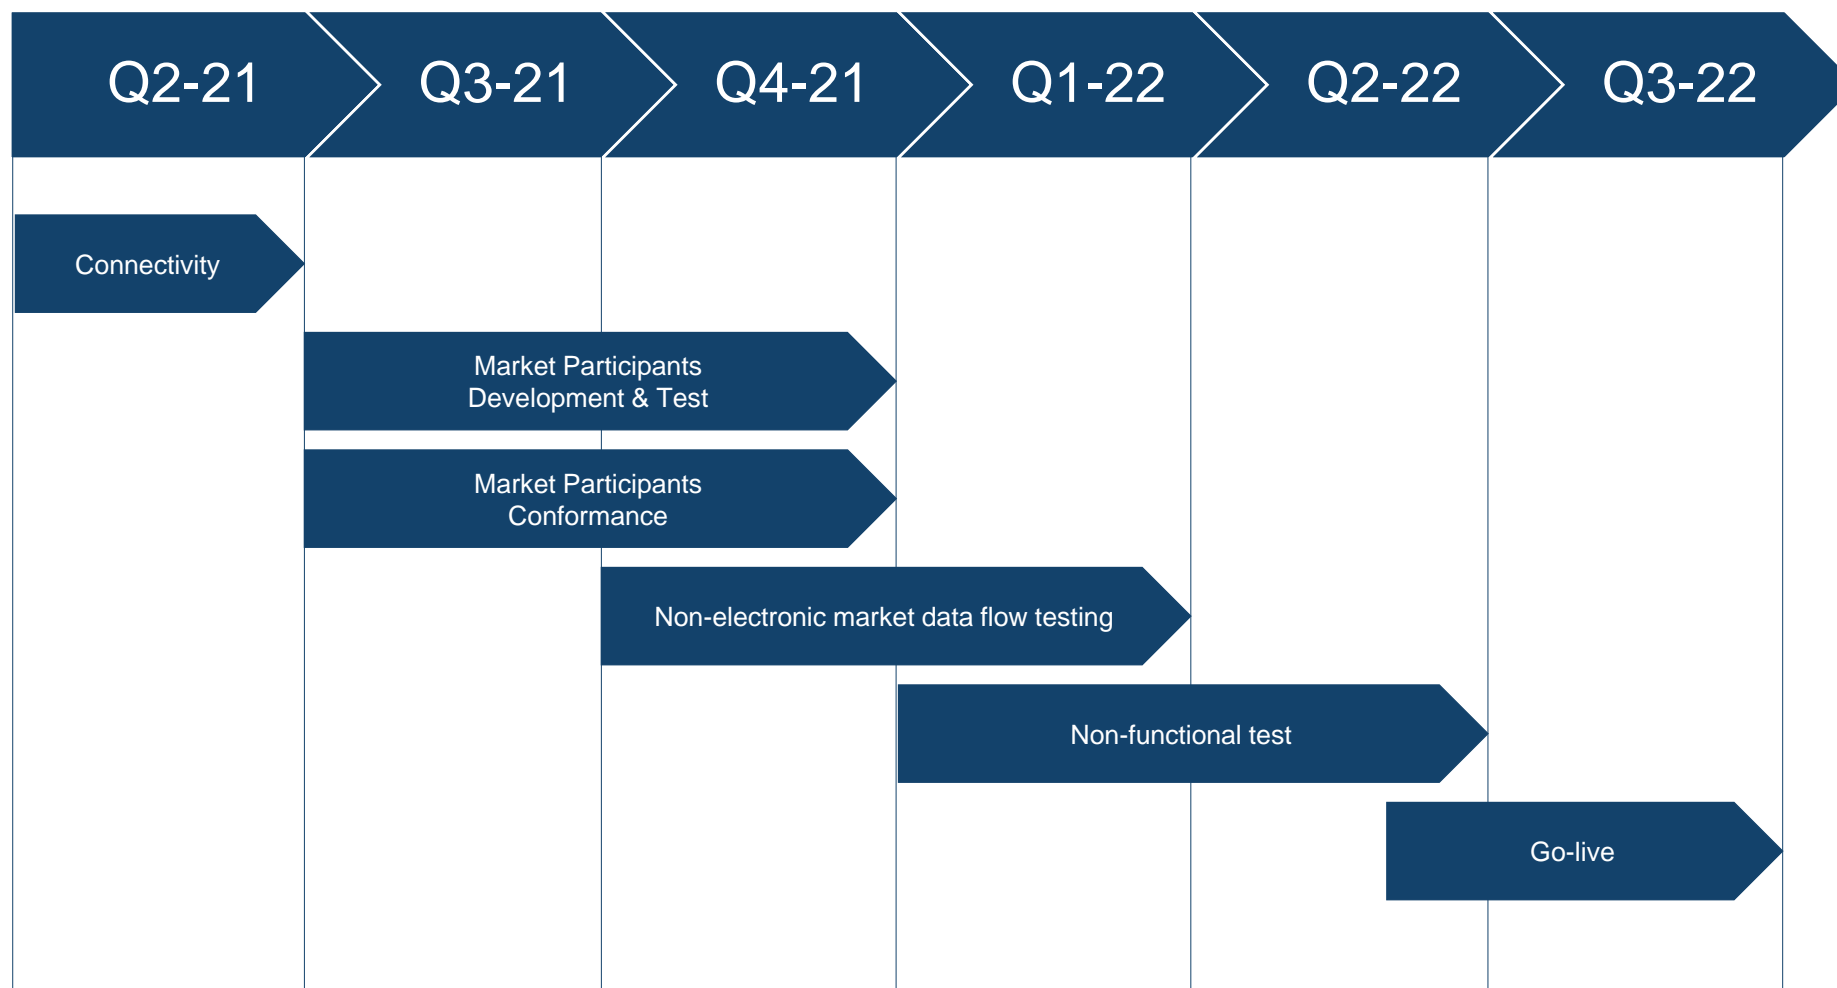 Q2-21
Q3-21
Q4-21
Q1-22
Q2-22
Q3-22
Connectivity
Market Participants
Development & Test
Market Participants
Conformance
Non-electronic market data flow testing
Non-functional test
Go-live